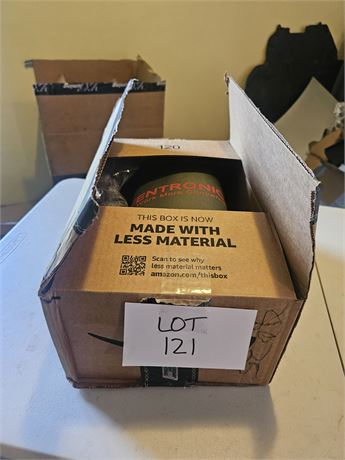 120
ENTRONIC
THIS BOX IS NOW
MADE WITH
LESS MATERIAL
Scan to see why
less material matters
amazon.com/thisbox
LOT
121